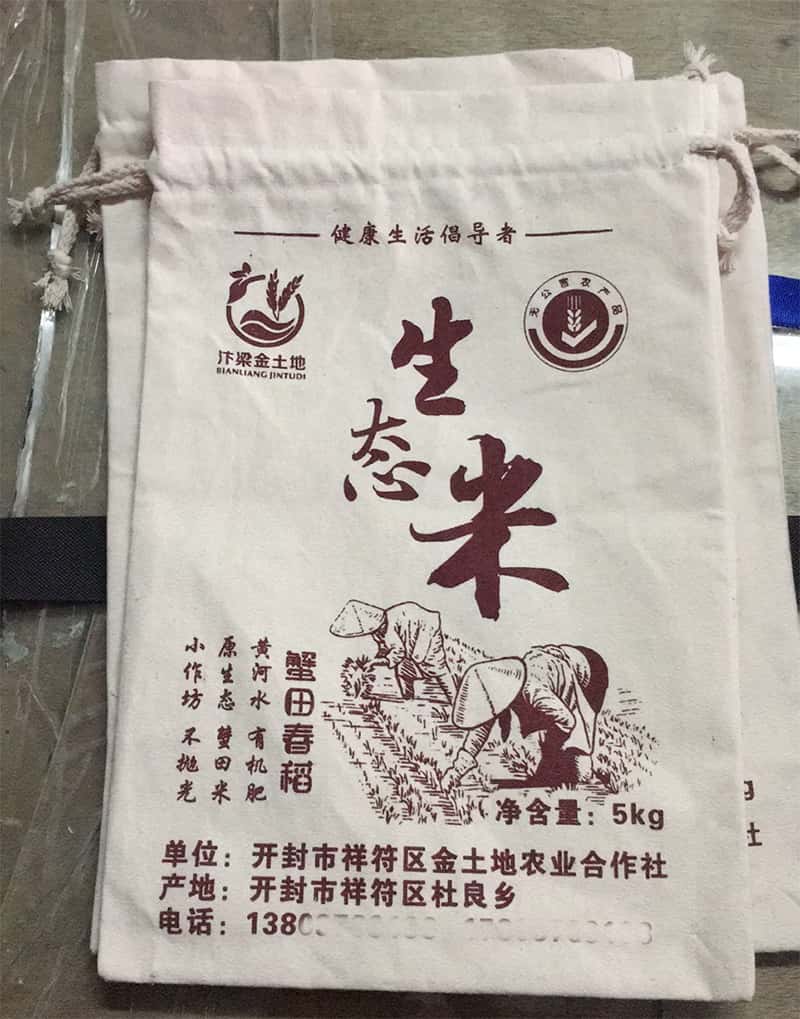 健康生活倡导者
汴梁金土地
BIANLIANG JINTUDI
无公害农产品
生态米
蟹田春稻
黄河水 有机肥
原生态 蟹田米
小作坊 不抛光
净含量：5kg
单位：开封市祥符区金土地农业合作社
产地：开封市祥符区杜良乡
电话：138
g
社